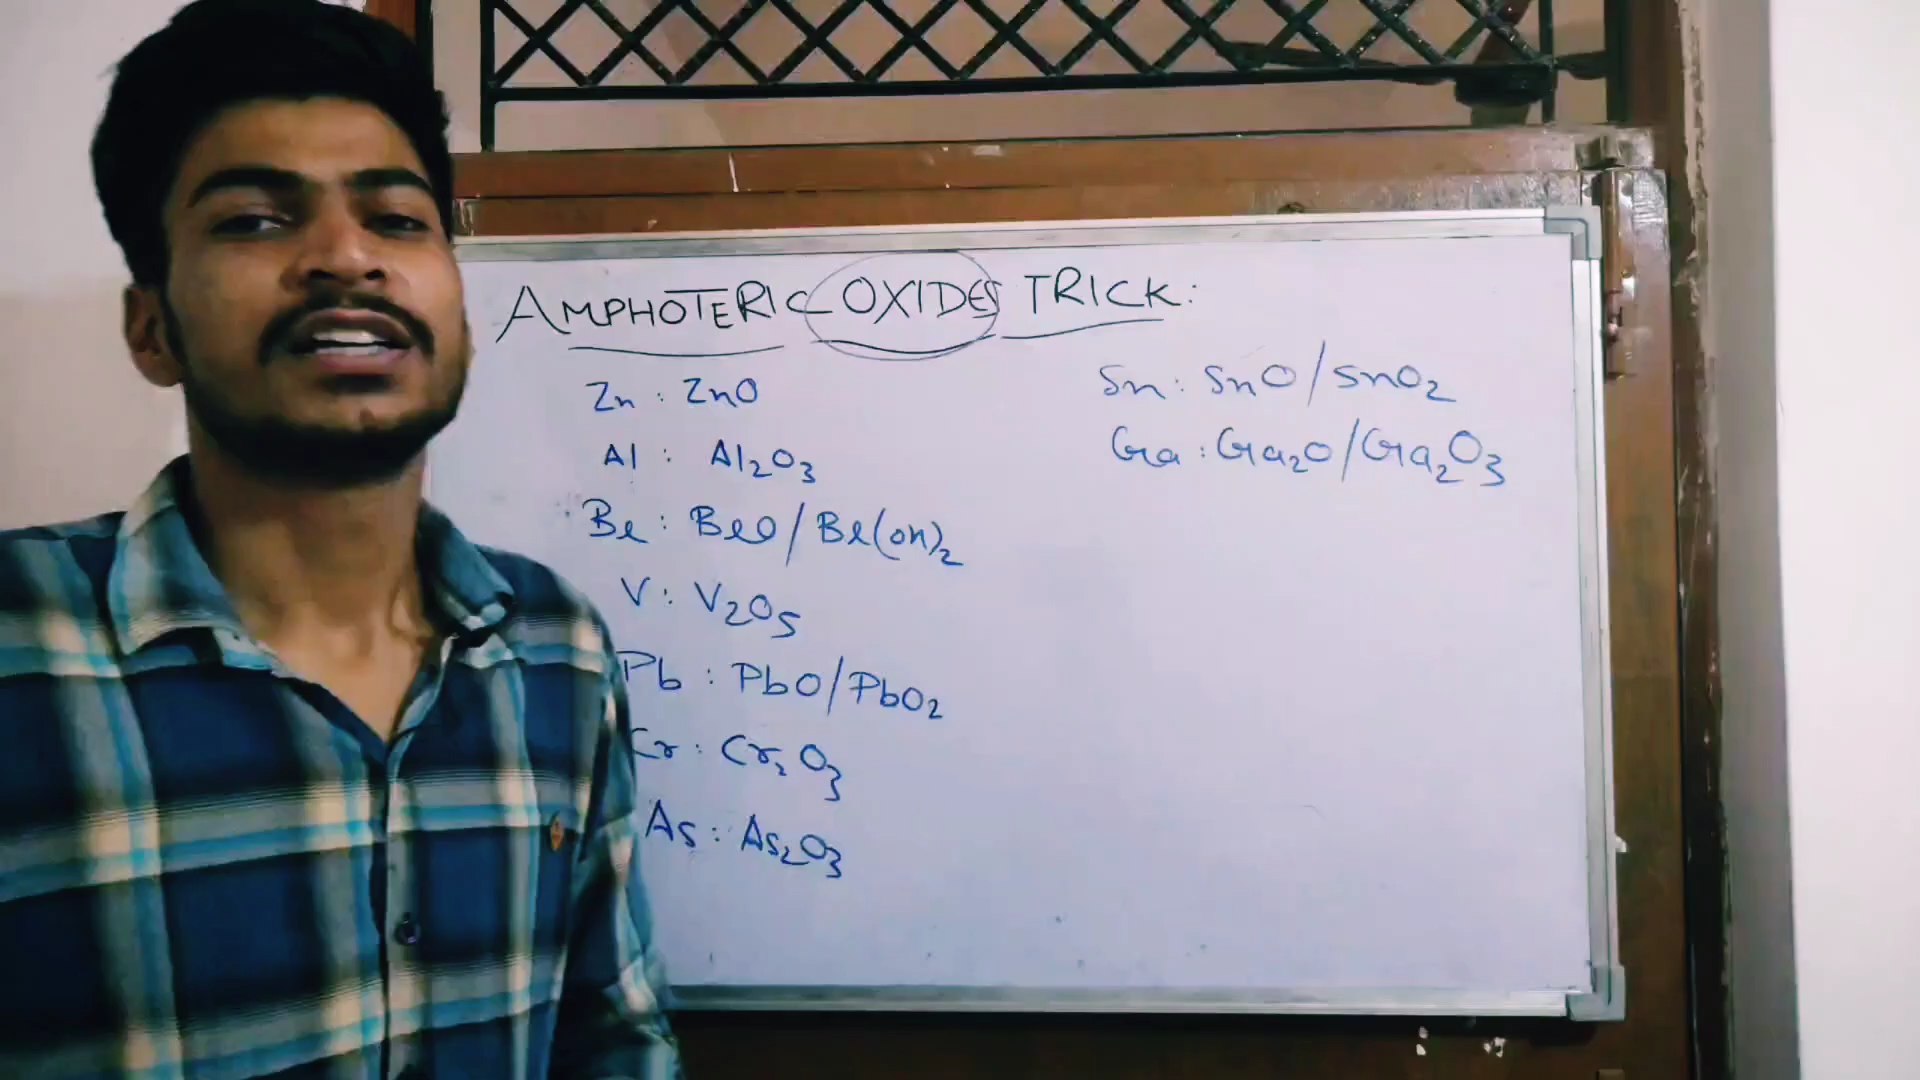 AMPHOTERIC OXIDES TRICK:
Zn : ZnO
Al : Al2O3
Be : BeO/Be(OH)2
V : V2O5
Pb : PbO/PbO2
Cr : Cr2O3
As : As2O3
Sn : SnO/SnO2
Ga : Ga2O/Ga2O3